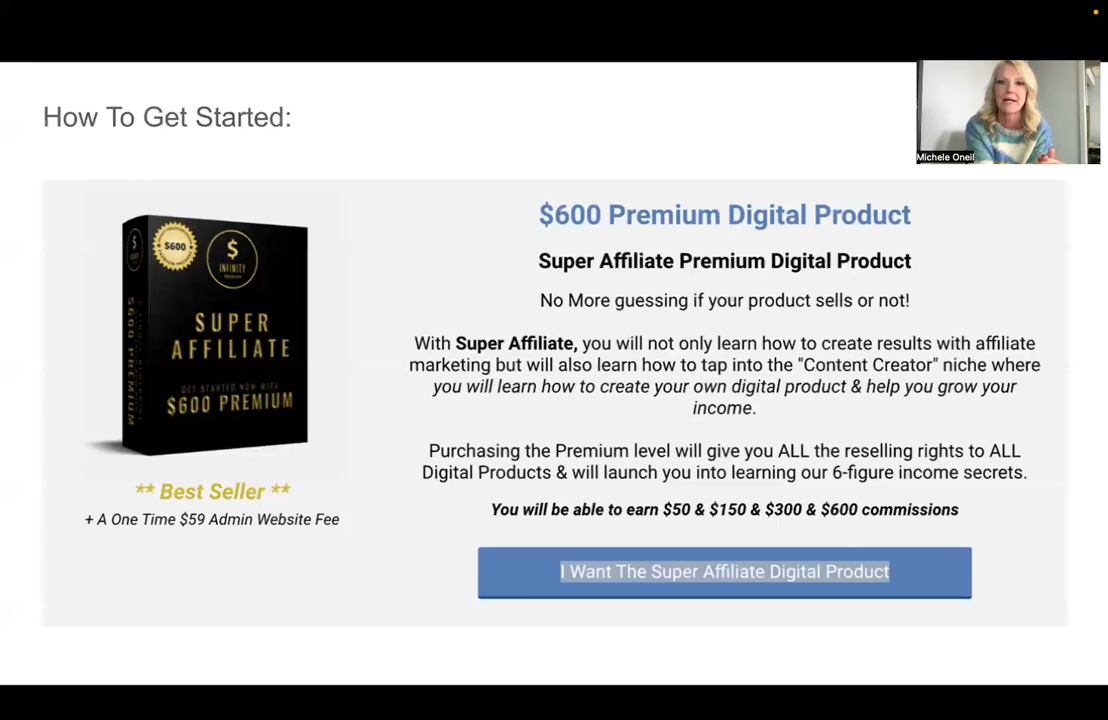 Michele Oneil
How To Get Started:
$600
$
INFINITY
SUPER
AFFILIATE
GET STARTED NOW WITH
$600 PREMIUM
$600 PREMIUM
** Best Seller **
+ A One Time $59 Admin Website Fee
$600 Premium Digital Product
Super Affiliate Premium Digital Product
No More guessing if your product sells or not!
With Super Affiliate, you will not only learn how to create results with affiliate
marketing but will also learn how to tap into the "Content Creator" niche where
you will learn how to create your own digital product & help you grow your
income.
Purchasing the Premium level will give you ALL the reselling rights to ALL
Digital Products & will launch you into learning our 6-figure income secrets.
You will be able to earn $50 & $150 & $300 & $600 commissions
I Want The Super Affiliate Digital Product